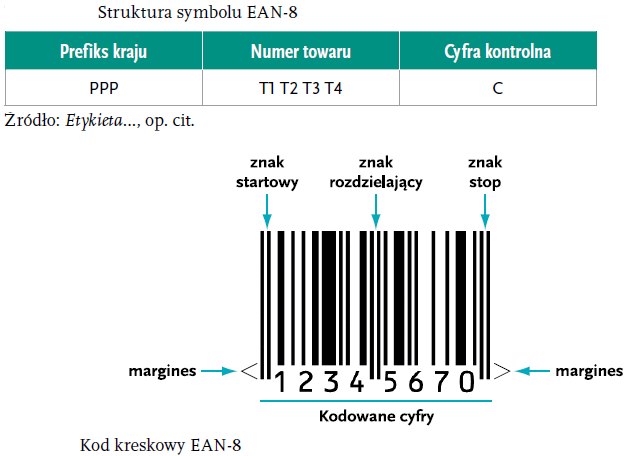 Struktura symbolu EAN-8
Prefiks kraju Numer towaru Cyfra kontrolna
PPP T1 T2 T3 T4 C
Źródło: Etykieta..., op. cit.
znak startowy
znak rozdzielający
znak stop
margines
margines
1 2 3 4 5 6 7 0
Kodowane cyfry
Kod kreskowy EAN-8